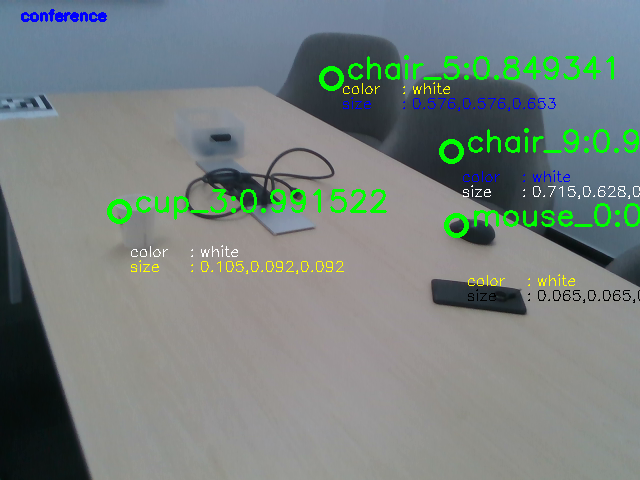 conference
chair_5:0.849341
color : white
size : 0.576,0.576,0.653
chair_9:0.9
color : white
size : 0.715,0.628,0
cup_3:0.991522
mouse_0:0
color : white
size : 0.105,0.092,0.092
color : white
size : 0.065,0.065,0